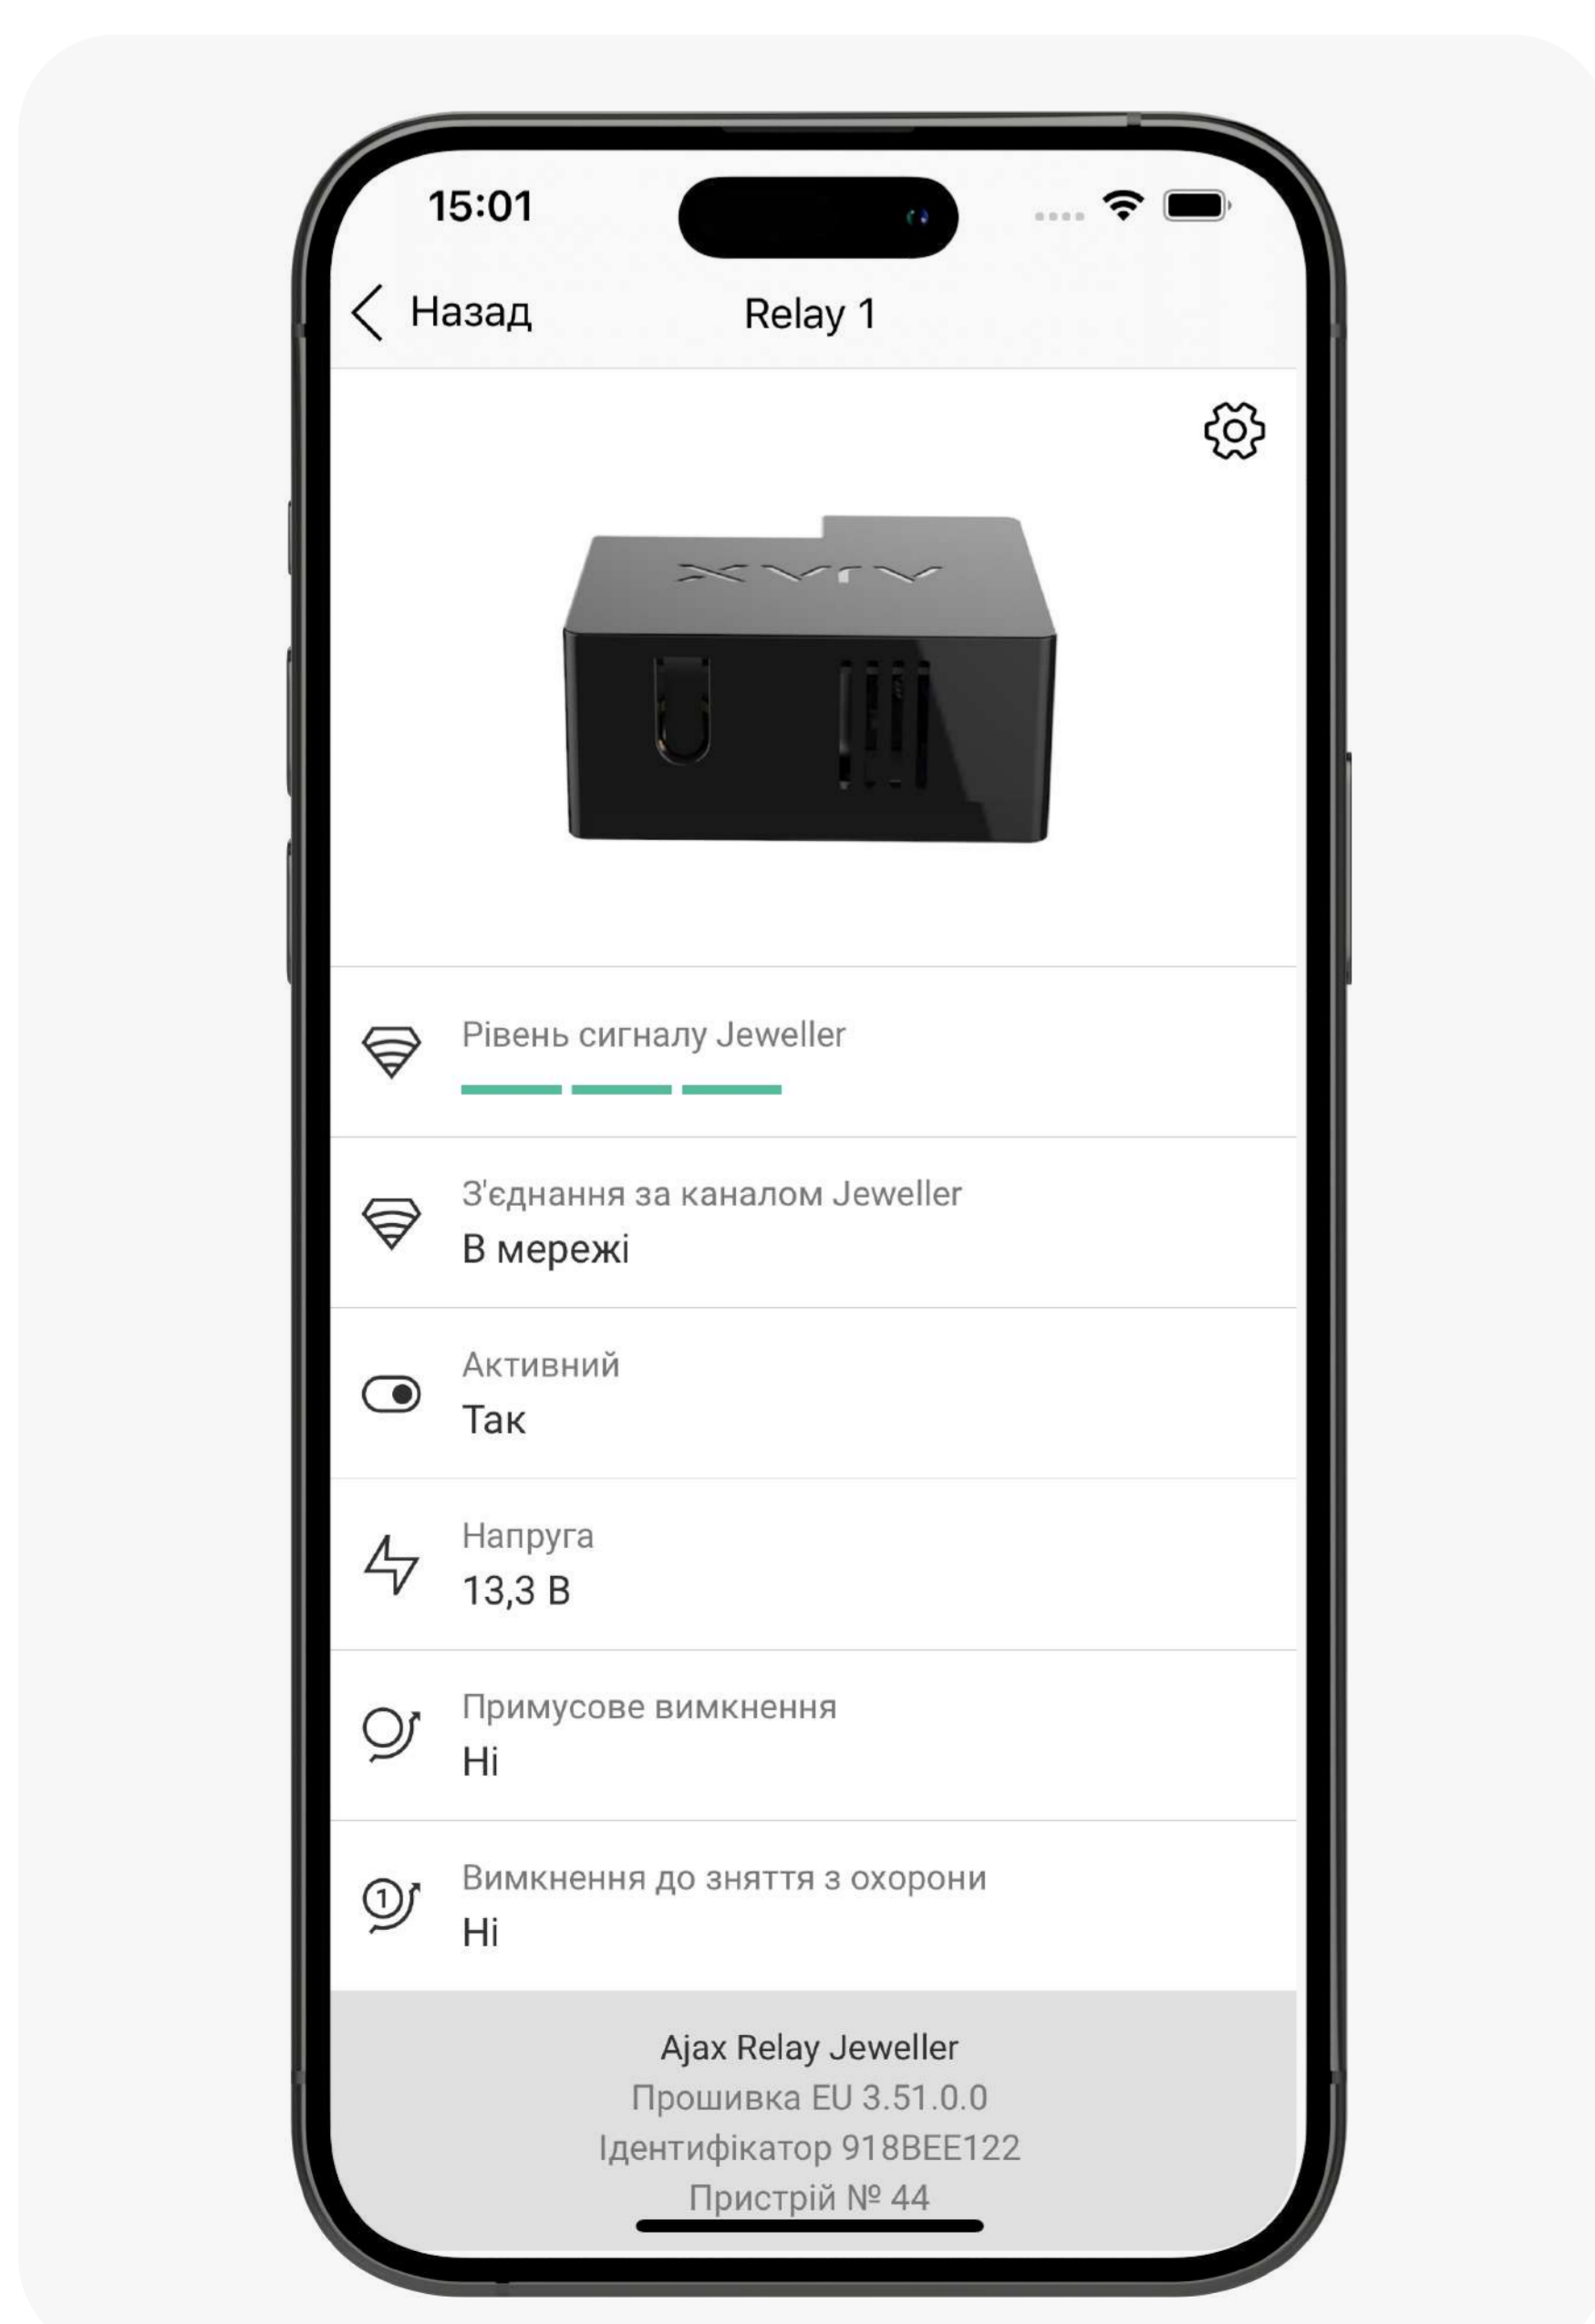 15:01
Назад
Relay 1
AJAX
Рівень сигналу Jeweller
З'єднання за каналом Jeweller
В мережі
Активний
Так
Напруга
13,3 В
Примусове вимкнення
Ні
1
Вимкнення до зняття з охорони
Ні
Ajax Relay Jeweller
Прошивка EU 3.51.0.0
Ідентифікатор 918BEE122
Пристрій № 44